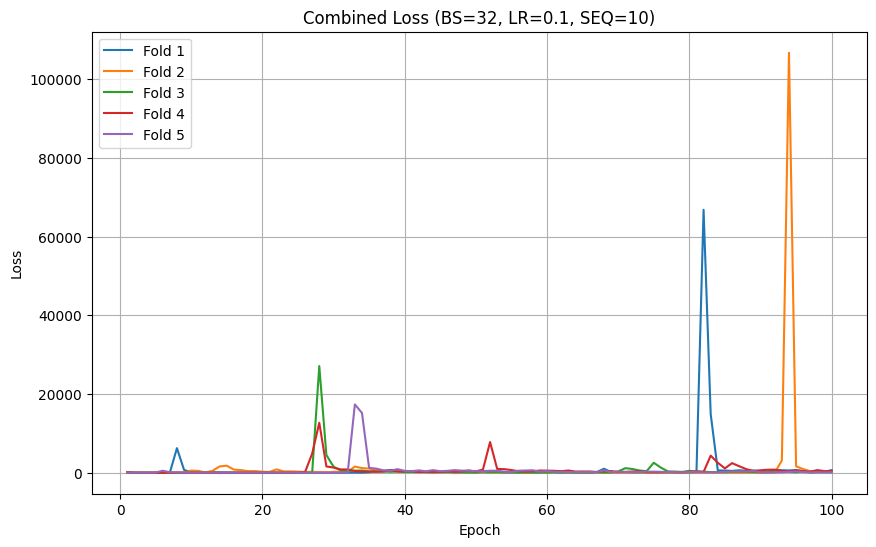 Combined Loss (BS=32, LR=0.1, SEQ=10)
Fold 1
Fold 2
Fold 3
Fold 4
Fold 5
100000
80000
60000
40000
20000
0
Loss
0 20 40 60 80 100
Epoch